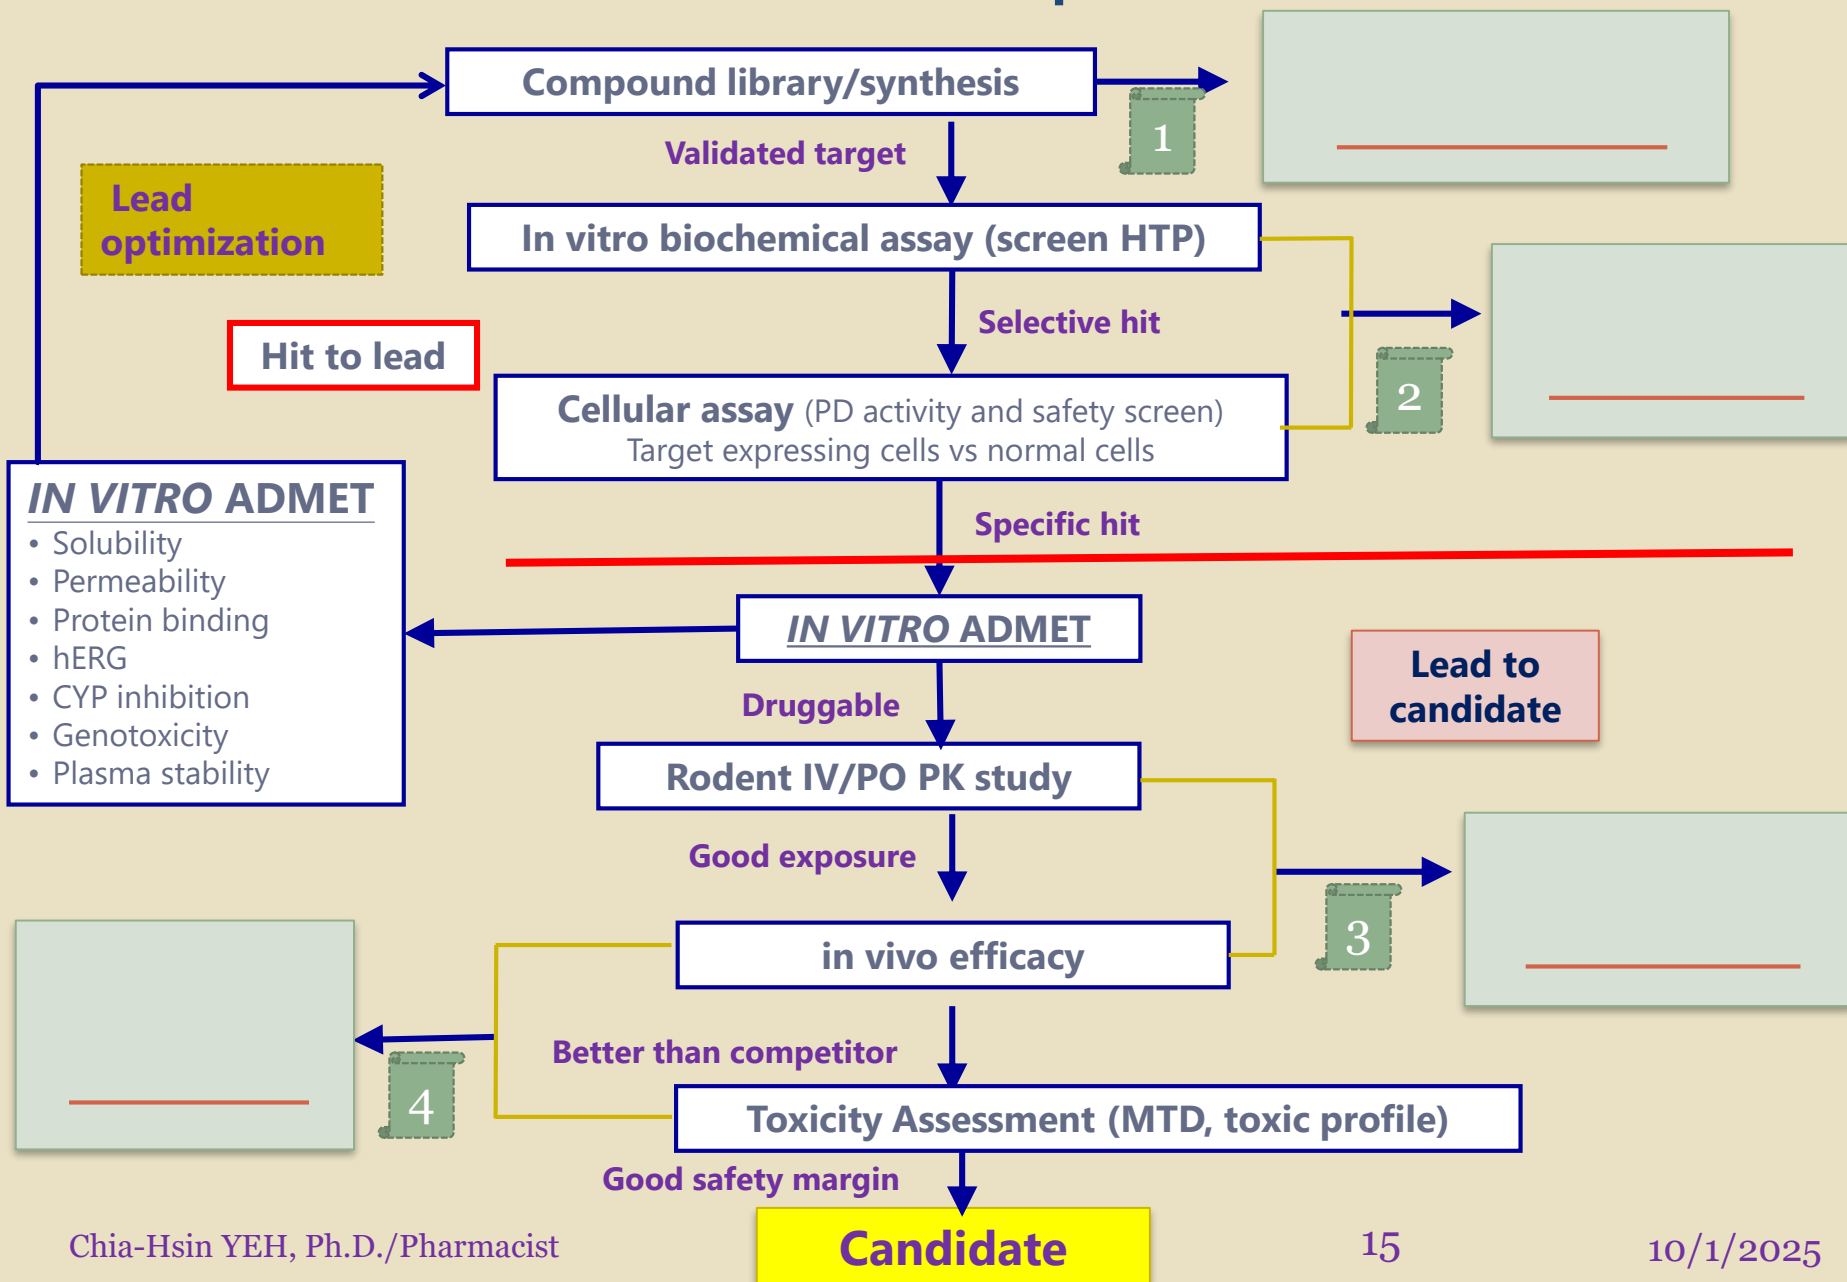 Compound library/synthesis
1
Validated target
Lead
optimization
In vitro biochemical assay (screen HTP)
Selective hit
Hit to lead
2
Cellular assay (PD activity and safety screen)
Target expressing cells vs normal cells
IN VITRO ADMET
• Solubility
• Permeability
• Protein binding
• hERG
• CYP inhibition
• Genotoxicity
• Plasma stability
Specific hit
IN VITRO ADMET
Lead to
candidate
Druggable
Rodent IV/PO PK study
Good exposure
3
in vivo efficacy
Better than competitor
4
Toxicity Assessment (MTD, toxic profile)
Good safety margin
Candidate
Chia-Hsin YEH, Ph.D./Pharmacist
15
10/1/2025